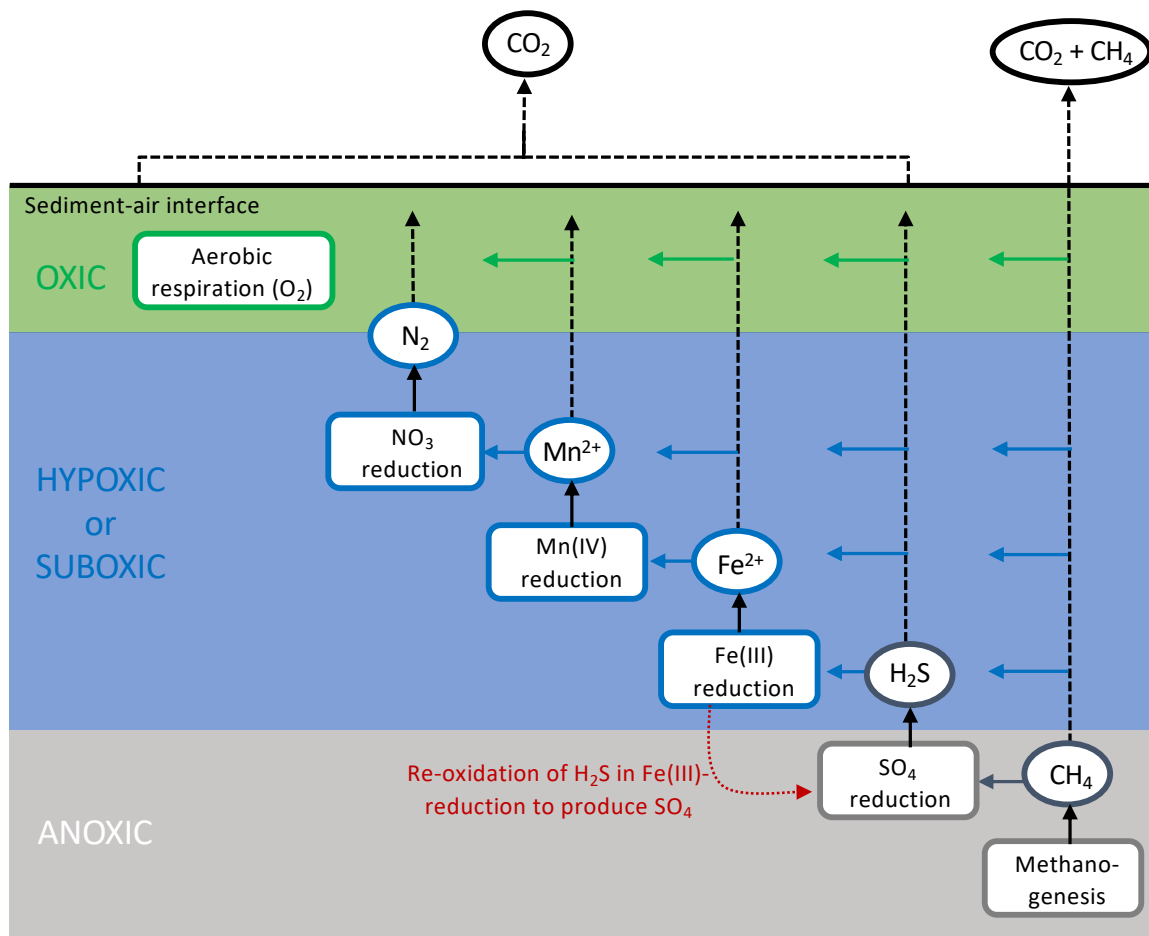 CO₂
CO₂ + CH₄
Sediment-air interface
Aerobic
respiration (O₂)
OXIC
N₂
NO₃
reduction
Mn²⁺
HYPOXIC
or
SUBOXIC
Mn(IV)
reduction
Fe²⁺
Fe(III)
reduction
H₂S
Re-oxidation of H₂S in Fe(III)-
reduction to produce SO₄
SO₄
reduction
CH₄
ANOXIC
Methano-
genesis